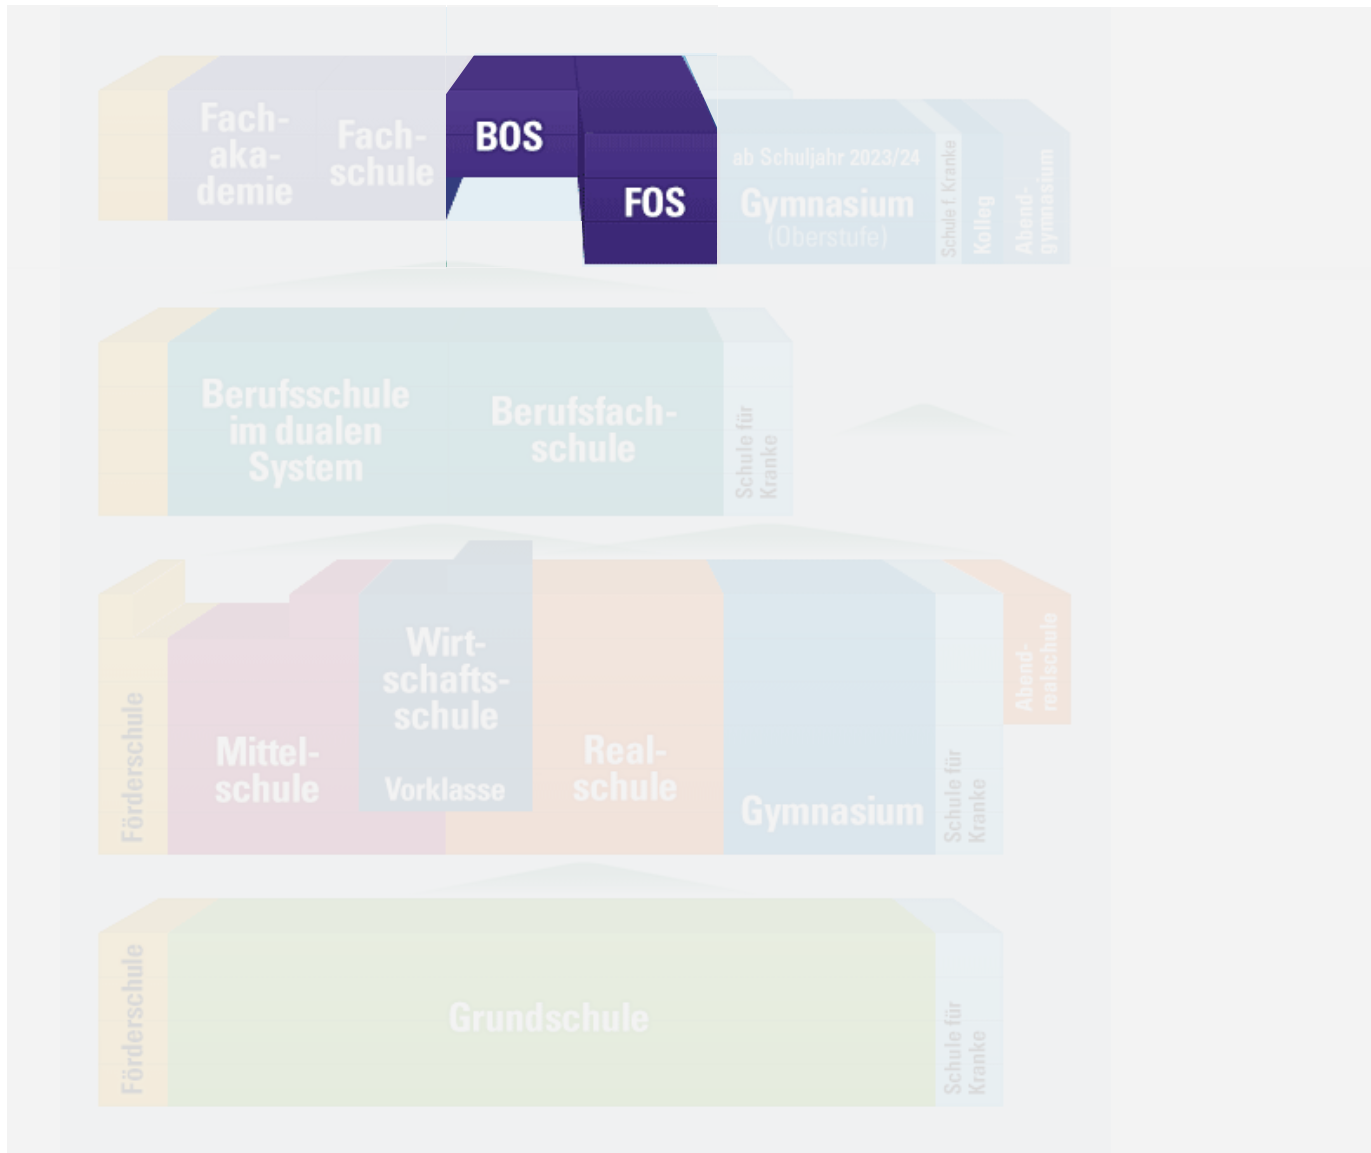 Fach-
aka-
demie
Fach-
schule
BOS
FOS
ab Schuljahr 2023/24
Gymnasium
(Oberstufe)
Schule f. Kranke
Kolleg
Abend-
gymnasium
Berufsschule
im dualen
System
Berufsfach-
schule
Schule für
Kranke
Förderschule
Mittel-
schule
Wirt-
schafts-
schule
Vorklasse
Real-
schule
Gymnasium
Schule für
Kranke
Abend-
realschule
Förderschule
Grundschule
Schule für
Kranke